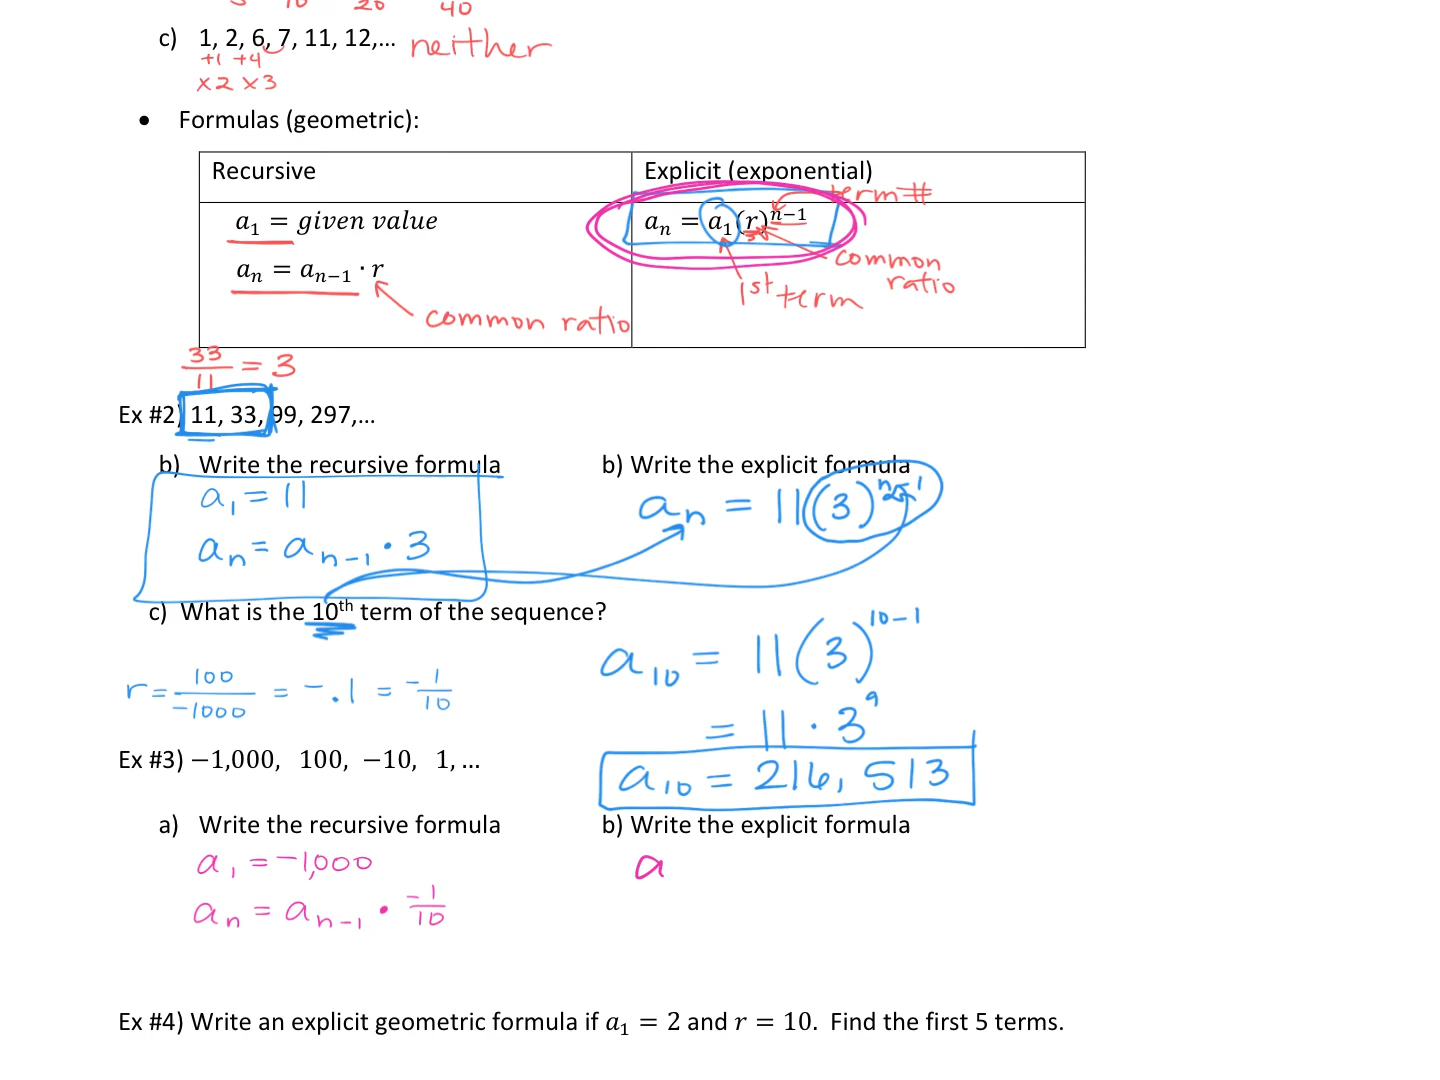 40
c) 1, 2, 6, 7, 11, 12,... neither
+1 +4
×2 ×3
• Formulas (geometric):
Recursive
Explicit (exponential)
term #
a₁ = given value
aₙ = aₙ₋₁ · r
common ratio
aₙ = a₁(r)ⁿ⁻¹
common ratio
1st term
33/11 = 3
Ex #2) 11, 33, 99, 297,...
b) Write the recursive formula
a₁ = 11
aₙ = aₙ₋₁ • 3
b) Write the explicit formula
aₙ = 11(3)ⁿ⁻¹
c) What is the 10th term of the sequence?
a₁₀ = 11(3)¹⁰⁻¹
= 11 · 3⁹
a₁₀ = 216,513
r = 100/-1000 = -.1 = -1/10
Ex #3) −1,000, 100, −10, 1, ...
a) Write the recursive formula
a₁ = -1,000
aₙ = aₙ₋₁ • -1/10
b) Write the explicit formula
a
Ex #4) Write an explicit geometric formula if a₁ = 2 and r = 10. Find the first 5 terms.